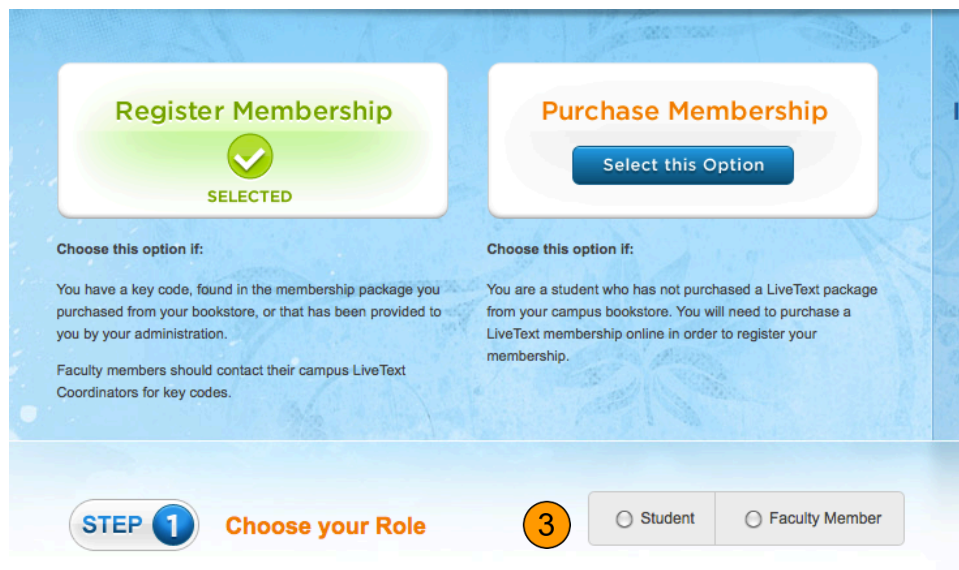 Register Membership
SELECTED
Choose this option if:
You have a key code, found in the membership package you
purchased from your bookstore, or that has been provided to
you by your administration.
Faculty members should contact their campus LiveText
Coordinators for key codes.
Purchase Membership
Select this Option
Choose this option if:
You are a student who has not purchased a LiveText package
from your campus bookstore. You will need to purchase a
LiveText membership online in order to register your
membership.
STEP 1 Choose your Role
3
Student
Faculty Member